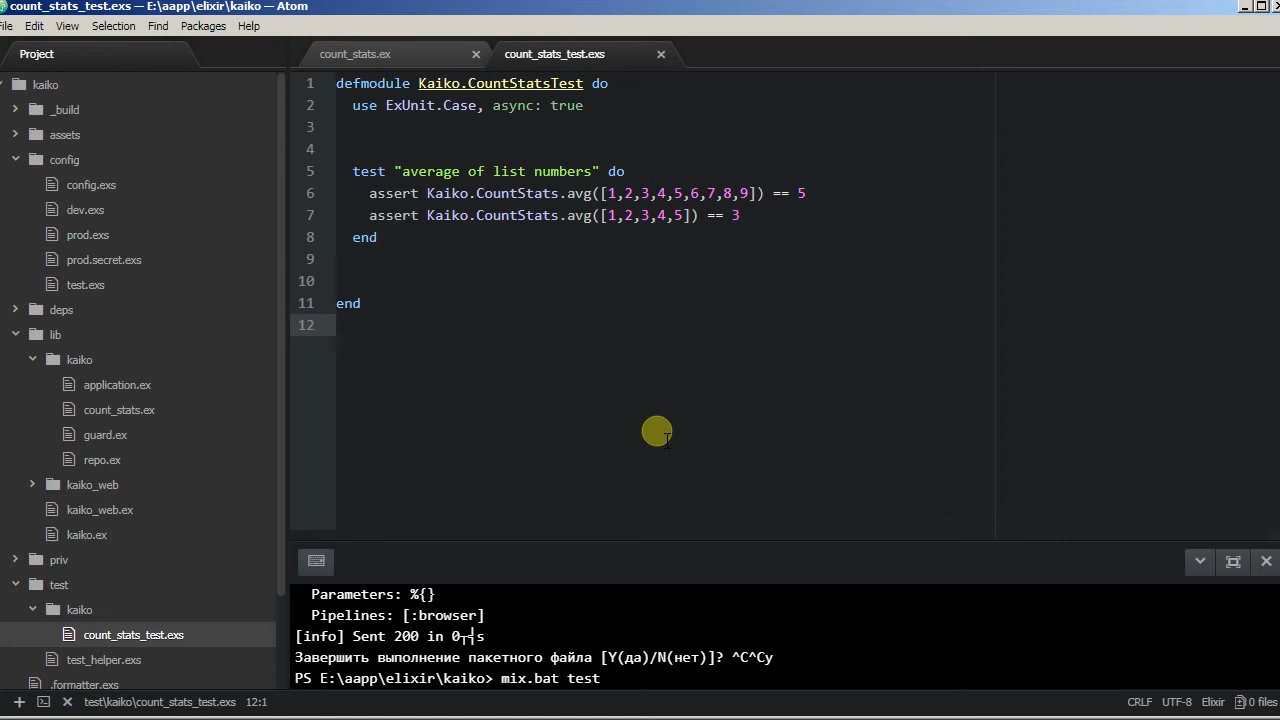 count_stats_test.exs — E:\aapp\elixir\kaiko — Atom
File Edit View Selection Find Packages Help
Project
count_stats.ex
count_stats_test.exs
kaiko
_build
assets
config
config.exs
dev.exs
prod.exs
prod.secret.exs
test.exs
deps
lib
kaiko
application.ex
count_stats.ex
guard.ex
repo.ex
kaiko_web
kaiko_web.ex
kaiko.ex
priv
test
kaiko
count_stats_test.exs
test_helper.exs
.formatter.exs
1 defmodule Kaiko.CountStatsTest do
2 use ExUnit.Case, async: true
3
4
5 test "average of list numbers" do
6 assert Kaiko.CountStats.avg([1,2,3,4,5,6,7,8,9]) == 5
7 assert Kaiko.CountStats.avg([1,2,3,4,5]) == 3
8 end
9
10
11 end
12
Parameters: %{}
Pipelines: [:browser]
[info] Sent 200 in 0┬╡s
Завершить выполнение пакетного файла [Y(да)/N(нет)]? ^C^Cy
PS E:\aapp\elixir\kaiko> mix.bat test
test\kaiko\count_stats_test.exs 12:1
CRLF UTF-8 Elixir 0 files